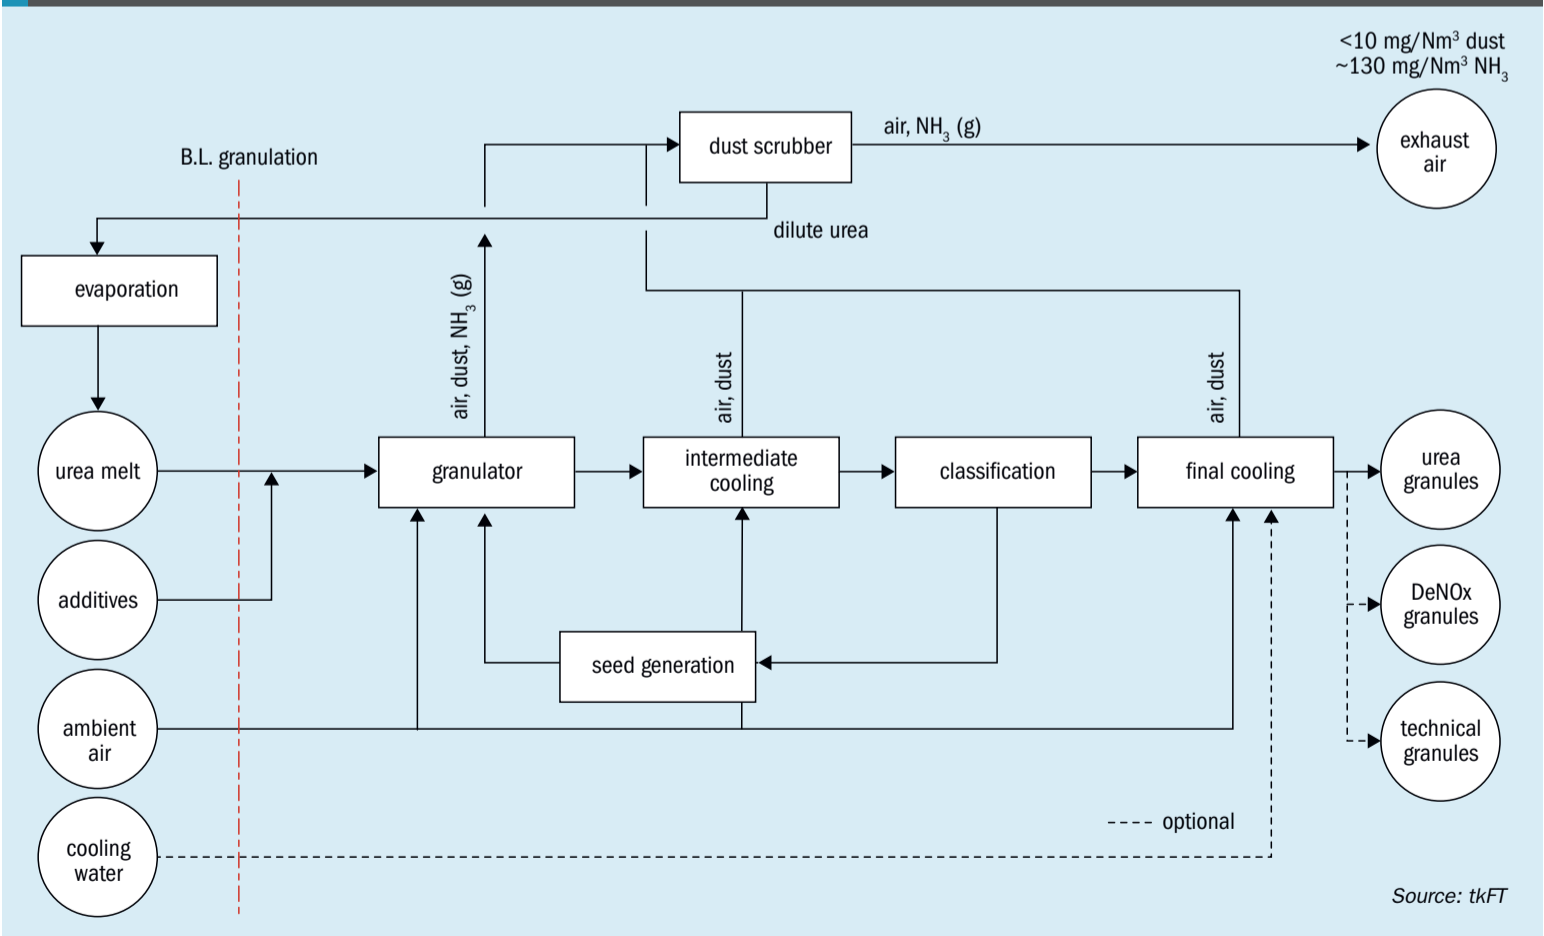 <10 mg/Nm³ dust
~130 mg/Nm³ NH₃
exhaust
air
air, NH₃ (g)
dust scrubber
B.L. granulation
dilute urea
evaporation
air, dust, NH₃ (g)
air, dust
air, dust
urea melt
granulator
intermediate
cooling
classification
final cooling
urea
granules
additives
DeNOx
granules
seed generation
ambient
air
technical
granules
optional
cooling
water
Source: tkFT